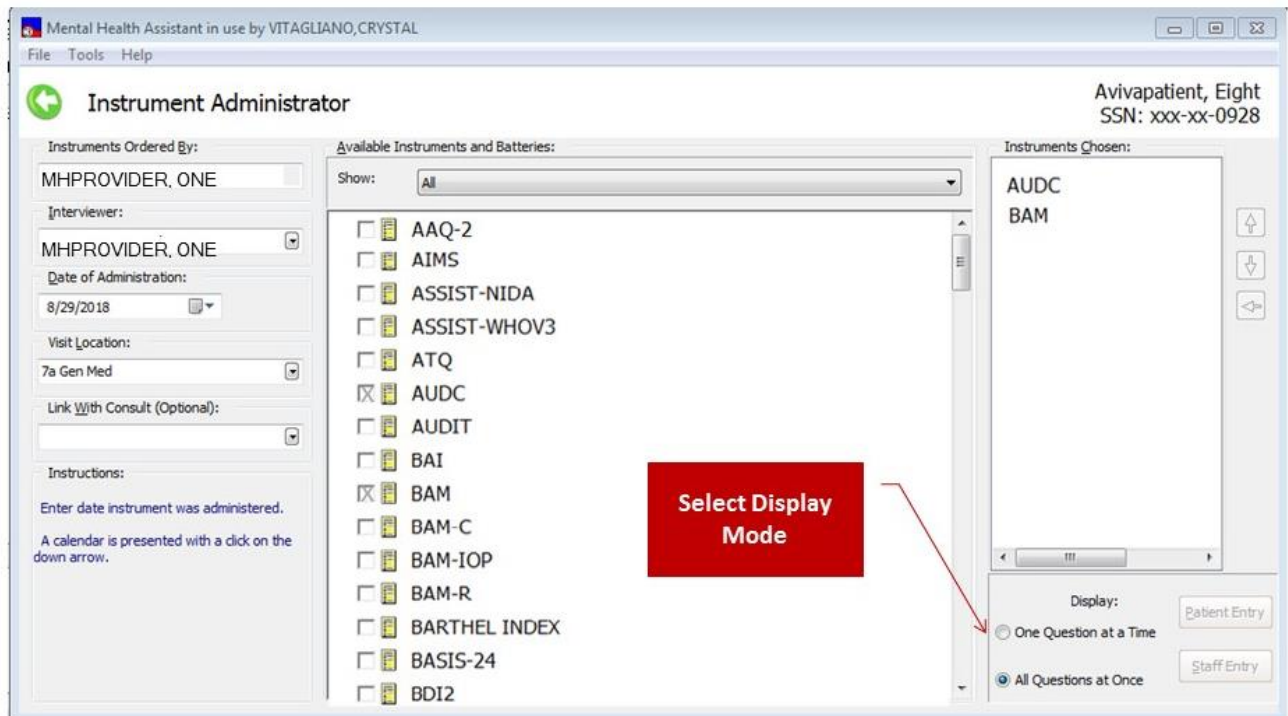 Mental Health Assistant in use by VITAGLIANO,CRYSTAL
File Tools Help
Instrument Administrator
Avivapatient, Eight
SSN: xxx-xx-0928
Instruments Ordered By:
MHPROVIDER, ONE
Interviewer:
MHPROVIDER, ONE
Date of Administration:
8/29/2018
Visit Location:
7a Gen Med
Link With Consult (Optional):
Instructions:
Enter date instrument was administered.
A calendar is presented with a click on the
down arrow.
Available Instruments and Batteries:
Show: All
AAQ-2
AIMS
ASSIST-NIDA
ASSIST-WHOV3
ATQ
AUDC
AUDIT
BAI
BAM
BAM-C
BAM-IOP
BAM-R
BARTHEL INDEX
BASIS-24
BDI2
Select Display
Mode
Instruments Chosen:
AUDC
BAM
Display:
One Question at a Time
All Questions at Once
Patient Entry
Staff Entry